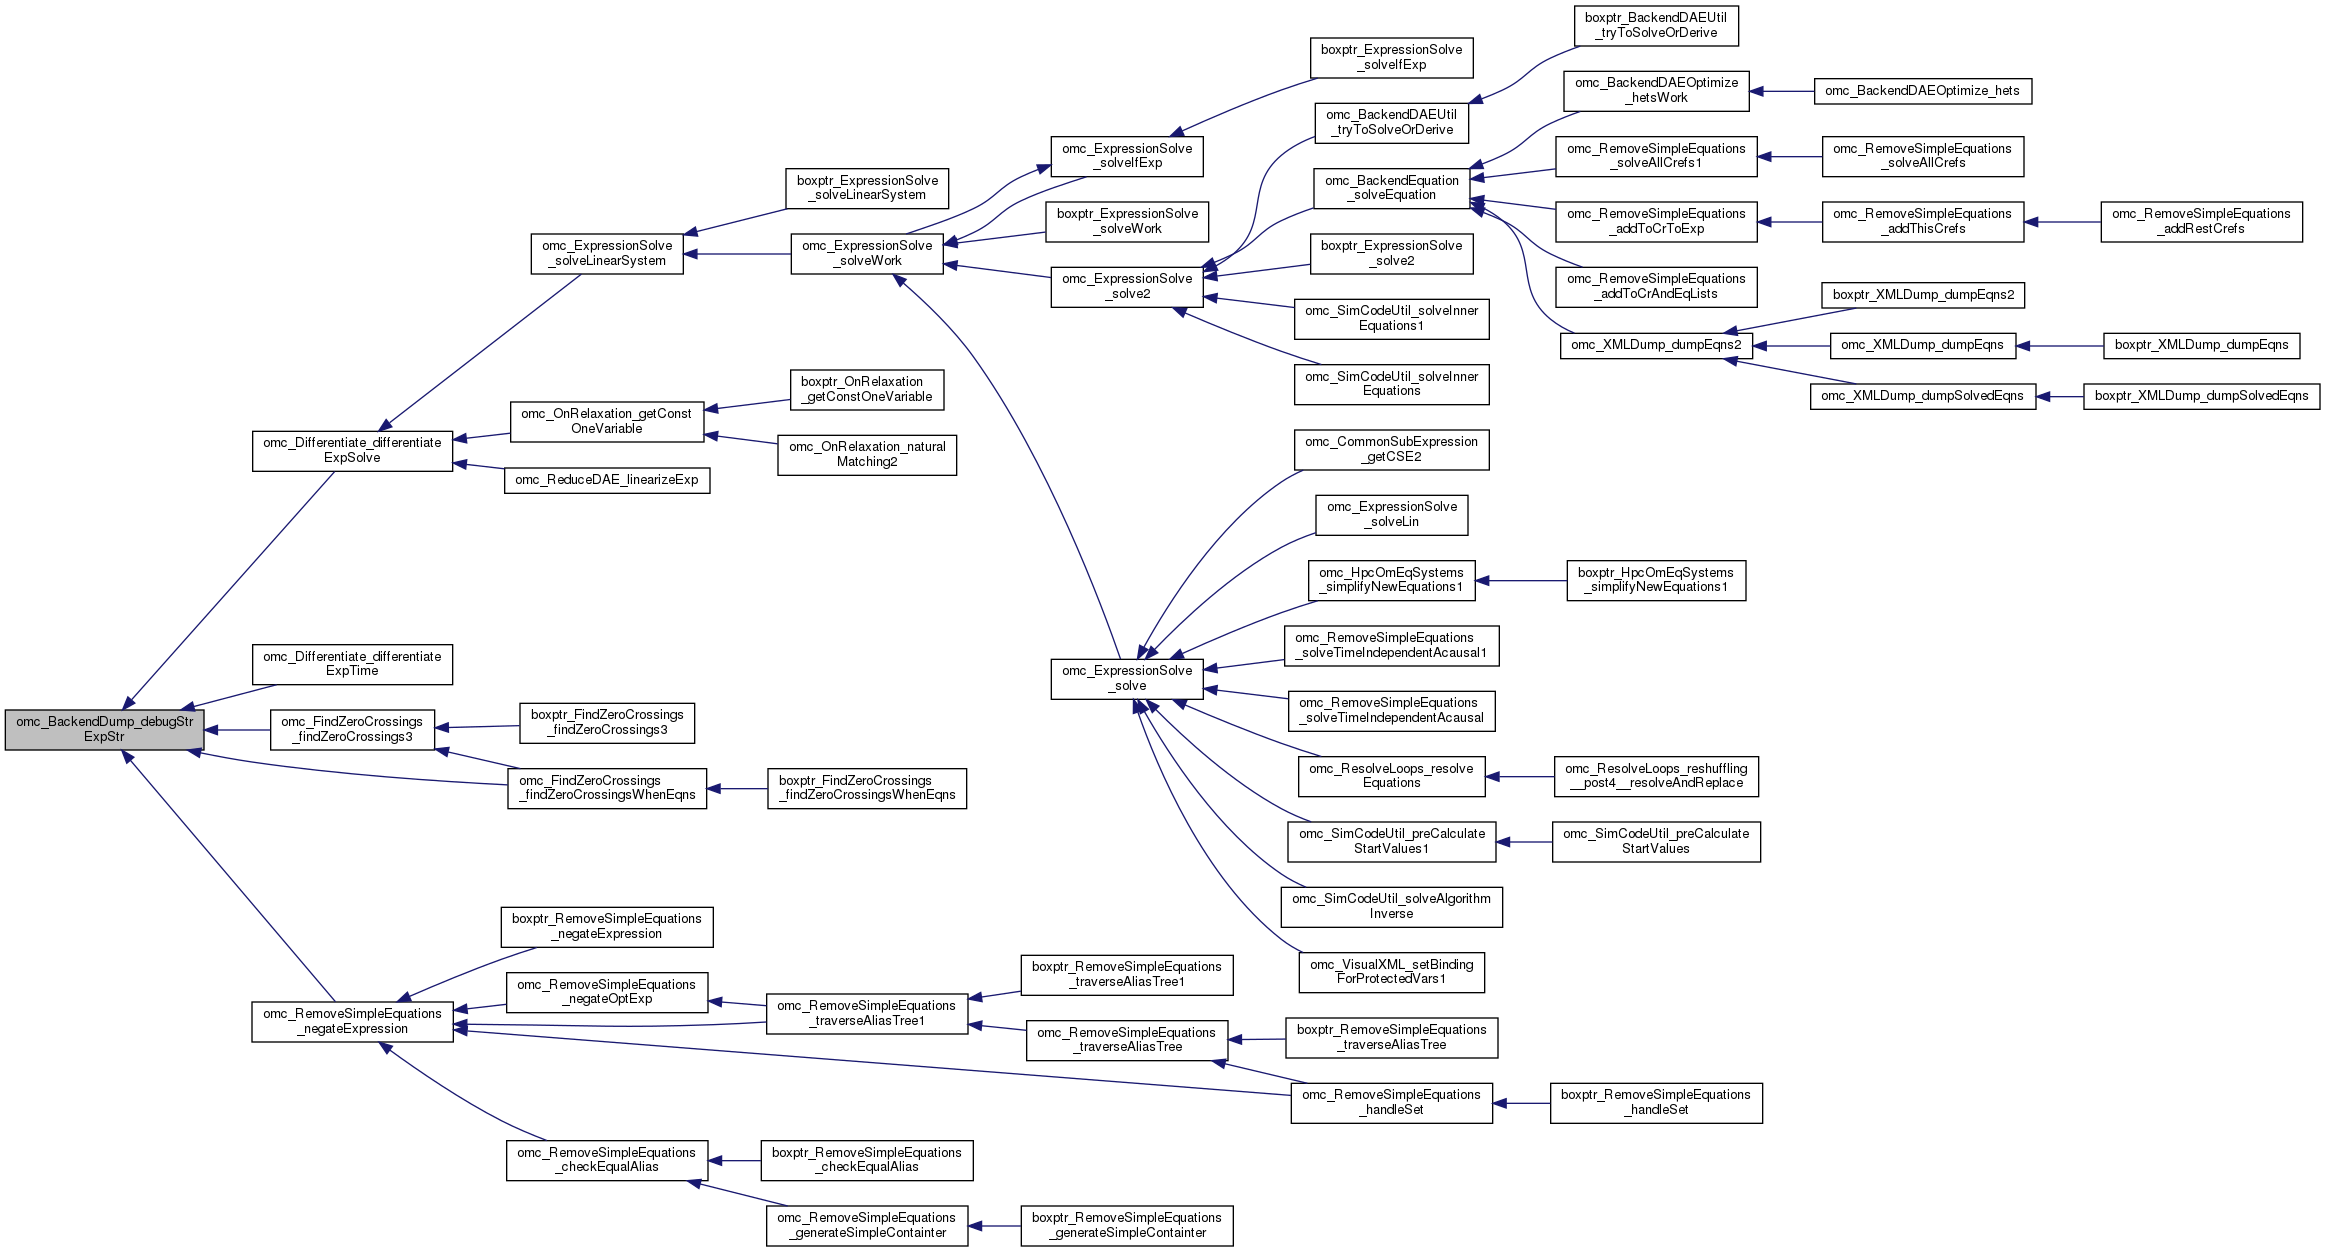 omc_BackendDump_debugStr
ExpStr
omc_Differentiate_differentiate
ExpSolve
omc_ExpressionSolve
_solveLinearSystem
boxptr_ExpressionSolve
_solveLinearSystem
omc_ExpressionSolve
_solveWork
omc_ExpressionSolve
_solveIfExp
boxptr_ExpressionSolve
_solveIfExp
boxptr_ExpressionSolve
_solveWork
omc_ExpressionSolve
_solve2
omc_BackendDAEUtil
_tryToSolveOrDerive
boxptr_BackendDAEUtil
_tryToSolveOrDerive
omc_BackendEquation
_solveEquation
omc_BackendDAEOptimize
_hetsWork
omc_BackendDAEOptimize_hets
omc_RemoveSimpleEquations
_solveAllCrefs1
omc_RemoveSimpleEquations
_solveAllCrefs
omc_RemoveSimpleEquations
_addToCrToExp
omc_RemoveSimpleEquations
_addThisCrefs
omc_RemoveSimpleEquations
_addRestCrefs
omc_RemoveSimpleEquations
_addToCrAndEqLists
omc_XMLDump_dumpEqns2
boxptr_XMLDump_dumpEqns2
omc_XMLDump_dumpEqns
boxptr_XMLDump_dumpEqns
omc_XMLDump_dumpSolvedEqns
boxptr_XMLDump_dumpSolvedEqns
boxptr_ExpressionSolve
_solve2
omc_SimCodeUtil_solveInner
Equations1
omc_SimCodeUtil_solveInner
Equations
omc_ExpressionSolve
_solve
omc_CommonSubExpression
_getCSE2
omc_ExpressionSolve
_solveLin
omc_HpcOmEqSystems
_simplifyNewEquations1
boxptr_HpcOmEqSystems
_simplifyNewEquations1
omc_RemoveSimpleEquations
_solveTimeIndependentAcausal1
omc_RemoveSimpleEquations
_solveTimeIndependentAcausal
omc_ResolveLoops_resolve
Equations
omc_ResolveLoops_reshuffling
__post4__resolveAndReplace
omc_SimCodeUtil_preCalculate
StartValues1
omc_SimCodeUtil_preCalculate
StartValues
omc_SimCodeUtil_solveAlgorithm
Inverse
omc_VisualXML_setBinding
ForProtectedVars1
omc_OnRelaxation_getConst
OneVariable
boxptr_OnRelaxation
_getConstOneVariable
omc_OnRelaxation_natural
Matching2
omc_ReduceDAE_linearizeExp
omc_Differentiate_differentiate
ExpTime
omc_FindZeroCrossings
_findZeroCrossings3
boxptr_FindZeroCrossings
_findZeroCrossings3
omc_FindZeroCrossings
_findZeroCrossingsWhenEqns
boxptr_FindZeroCrossings
_findZeroCrossingsWhenEqns
omc_RemoveSimpleEquations
_negateExpression
boxptr_RemoveSimpleEquations
_negateExpression
omc_RemoveSimpleEquations
_negateOptExp
omc_RemoveSimpleEquations
_traverseAliasTree1
boxptr_RemoveSimpleEquations
_traverseAliasTree1
omc_RemoveSimpleEquations
_traverseAliasTree
boxptr_RemoveSimpleEquations
_traverseAliasTree
omc_RemoveSimpleEquations
_handleSet
boxptr_RemoveSimpleEquations
_handleSet
omc_RemoveSimpleEquations
_checkEqualAlias
boxptr_RemoveSimpleEquations
_checkEqualAlias
omc_RemoveSimpleEquations
_generateSimpleContainter
boxptr_RemoveSimpleEquations
_generateSimpleContainter